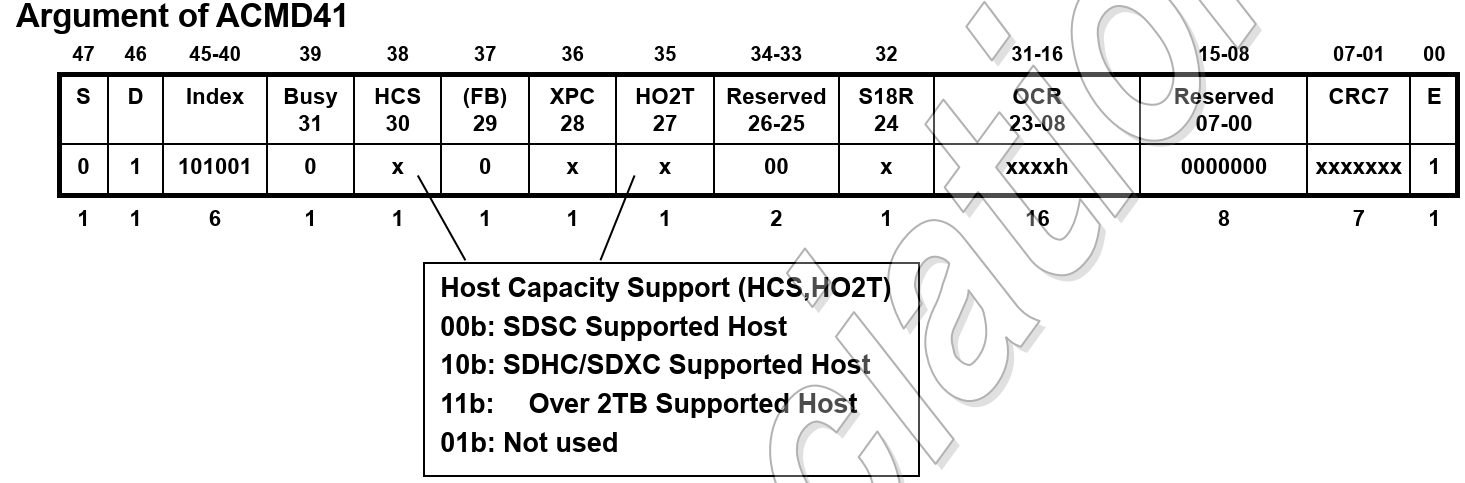 Argument of ACMD41
47 46 45-40 39 38 37 36 35 34-33 32 31-16 15-08 07-01 00
S D Index Busy HCS (FB) XPC HO2T Reserved S18R OCR Reserved CRC7 E
31 30 29 28 27 26-25 24 23-08 07-00
0 1 101001 0 x 0 x x 00 x xxxxh 0000000 xxxxxxx 1
1 1 6 1 1 1 1 1 2 1 16 8 7 1
Host Capacity Support (HCS,HO2T)
00b: SDSC Supported Host
10b: SDHC/SDXC Supported Host
11b: Over 2TB Supported Host
01b: Not used
ciation